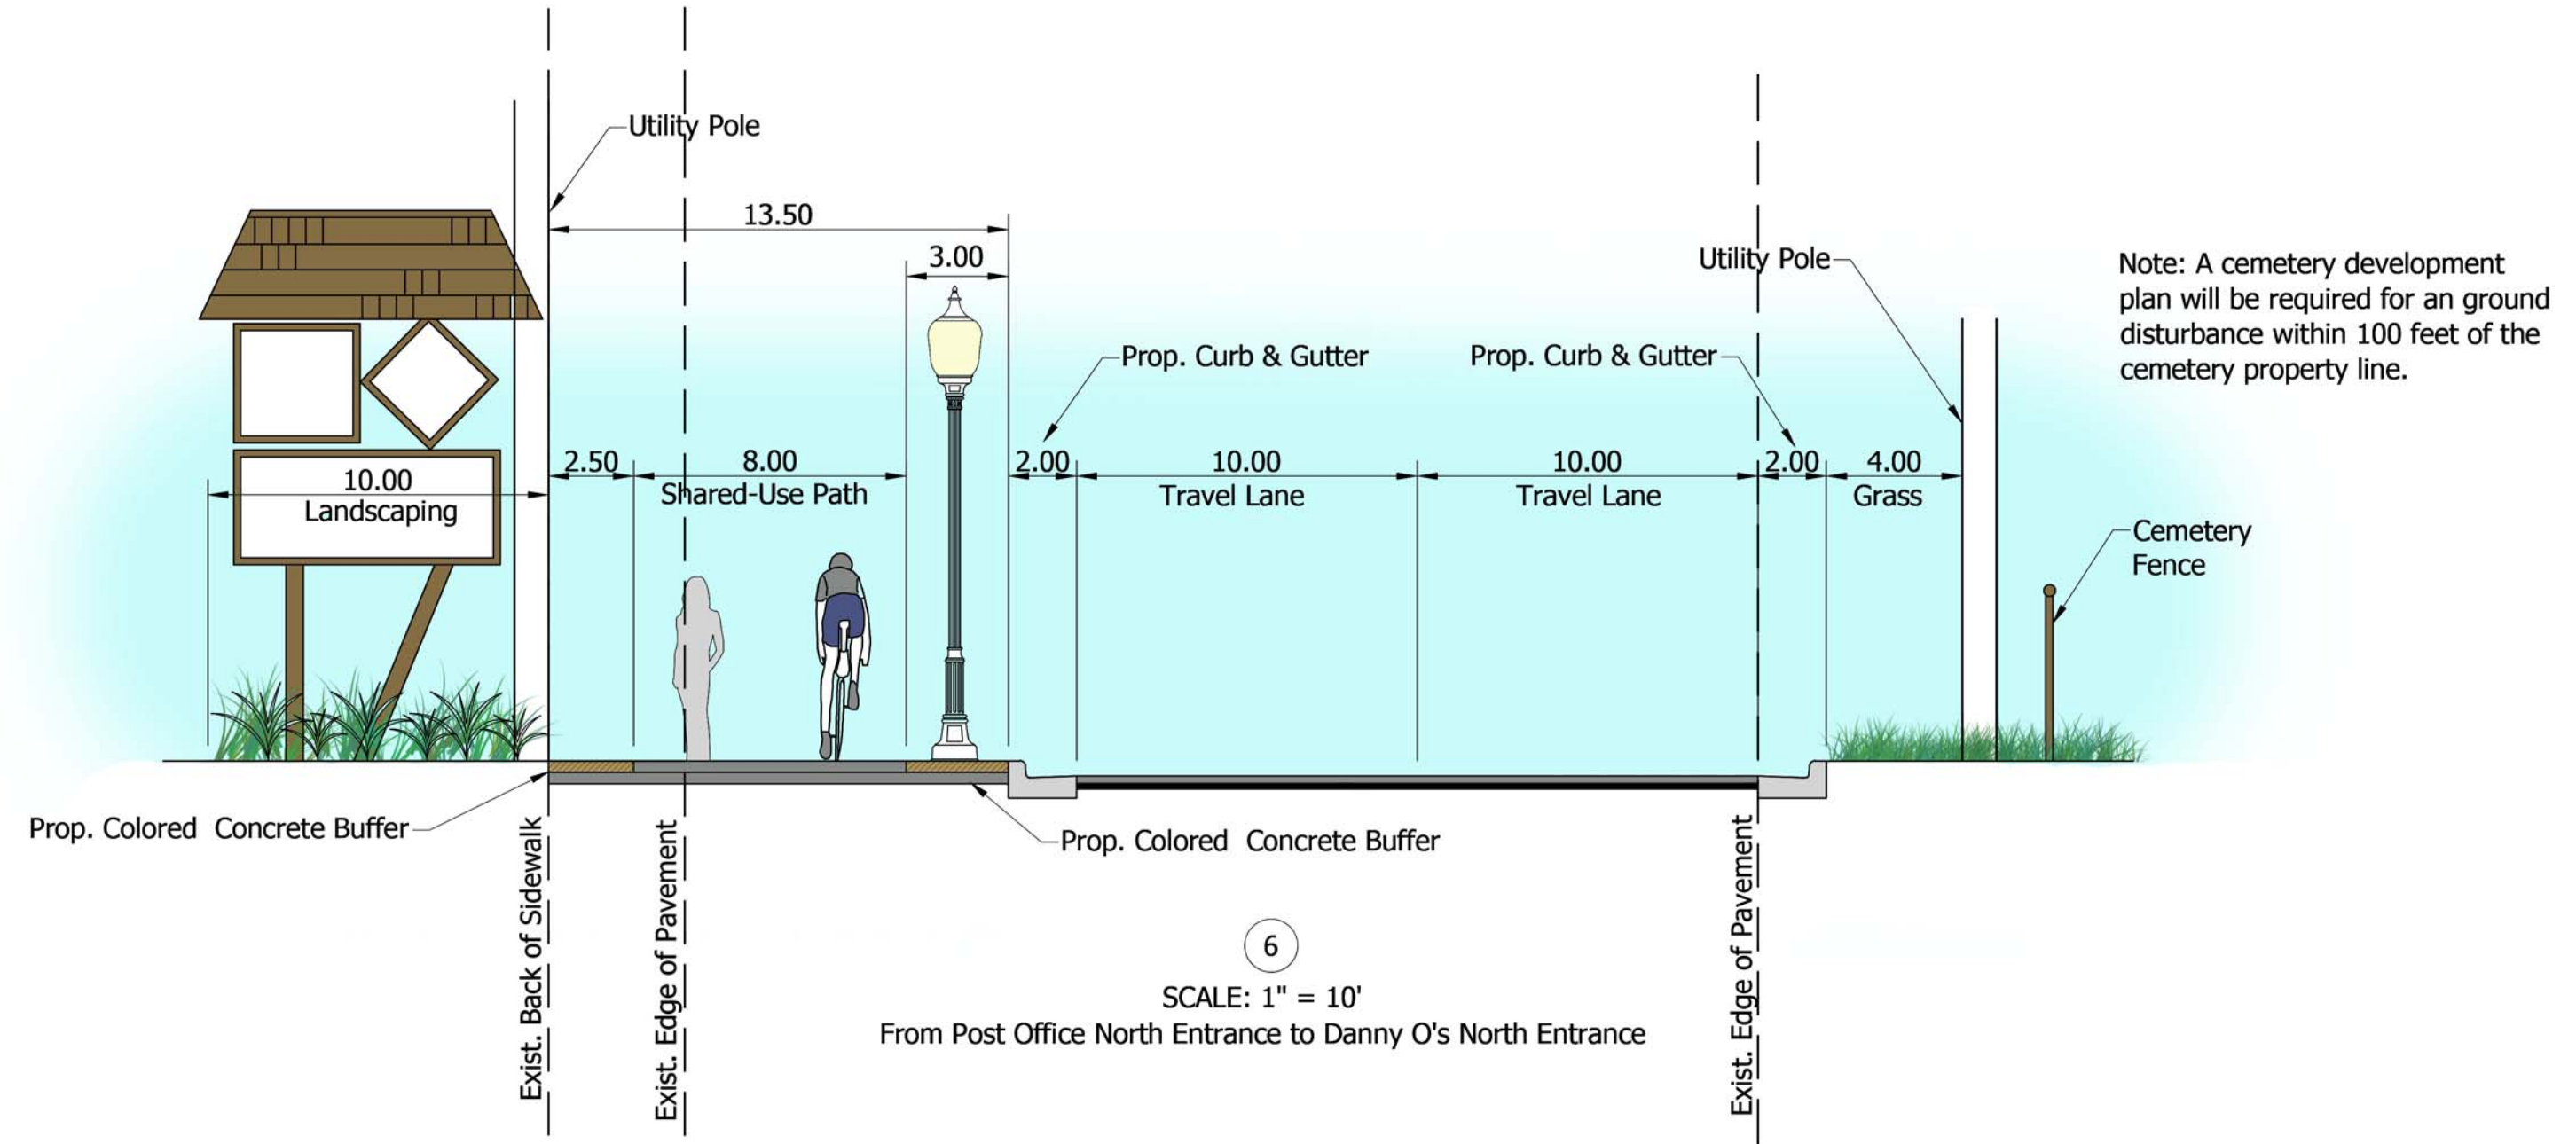 Utility Pole
13.50
3.00
Utility Pole
Note: A cemetery development
plan will be required for an ground
disturbance within 100 feet of the
cemetery property line.
Prop. Curb & Gutter
Prop. Curb & Gutter
10.00
Landscaping
2.50
8.00
Shared-Use Path
2.00
10.00
Travel Lane
10.00
Travel Lane
2.00
4.00
Grass
Cemetery
Fence
Prop. Colored Concrete Buffer
Prop. Colored Concrete Buffer
Exist. Back of Sidewalk
Exist. Edge of Pavement
Exist. Edge of Pavement
6
SCALE: 1" = 10'
From Post Office North Entrance to Danny O's North Entrance